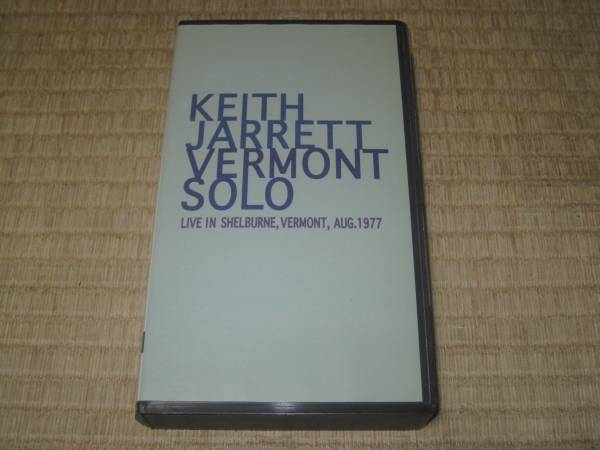 KEITH
JARRETT
VERMONT
SOLO
LIVE IN SHELBURNE, VERMONT, AUG.1977